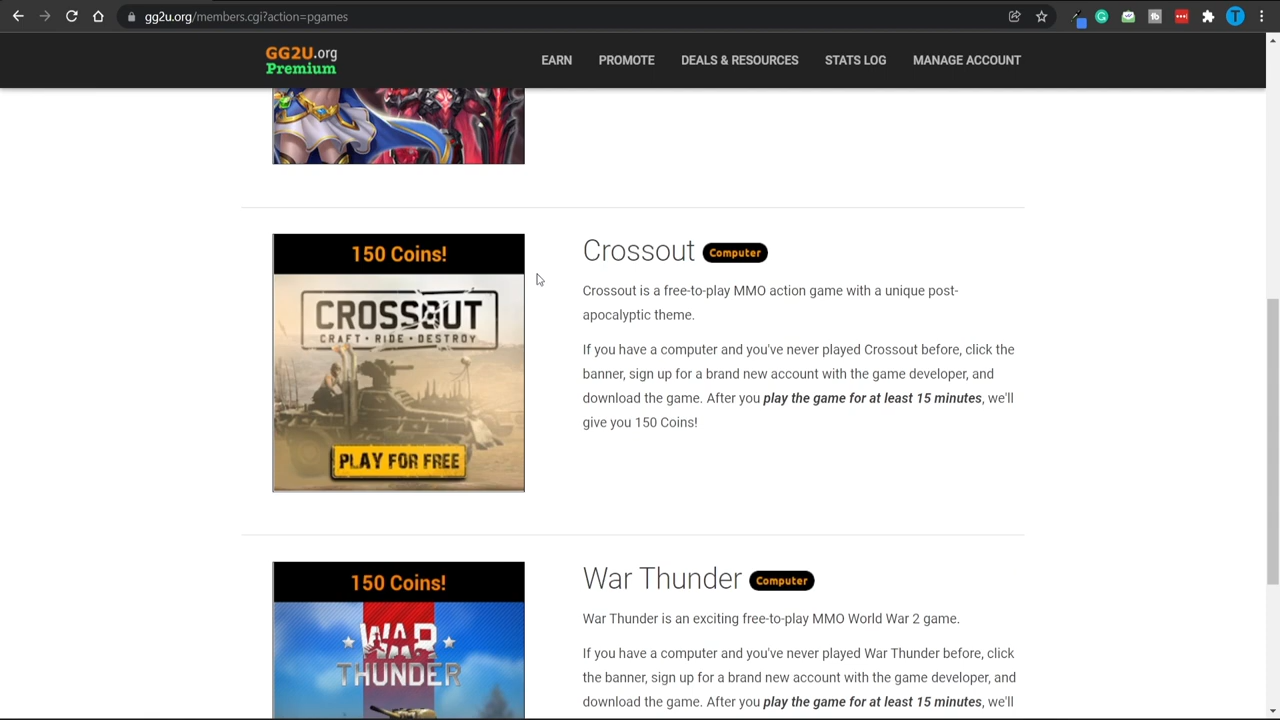 gg2u.org/members.cgi?action=pgames
GG2U.org
Premium
EARN
PROMOTE
DEALS & RESOURCES
STATS LOG
MANAGE ACCOUNT
150 Coins!
CROSSOUT
CRAFT • RIDE • DESTROY
PLAY FOR FREE
Crossout Computer
Crossout is a free-to-play MMO action game with a unique post-
apocalyptic theme.
If you have a computer and you've never played Crossout before, click the
banner, sign up for a brand new account with the game developer, and
download the game. After you play the game for at least 15 minutes, we'll
give you 150 Coins!
150 Coins!
WAR
THUNDER
War Thunder Computer
War Thunder is an exciting free-to-play MMO World War 2 game.
If you have a computer and you've never played War Thunder before, click
the banner, sign up for a brand new account with the game developer, and
download the game. After you play the game for at least 15 minutes, we'll